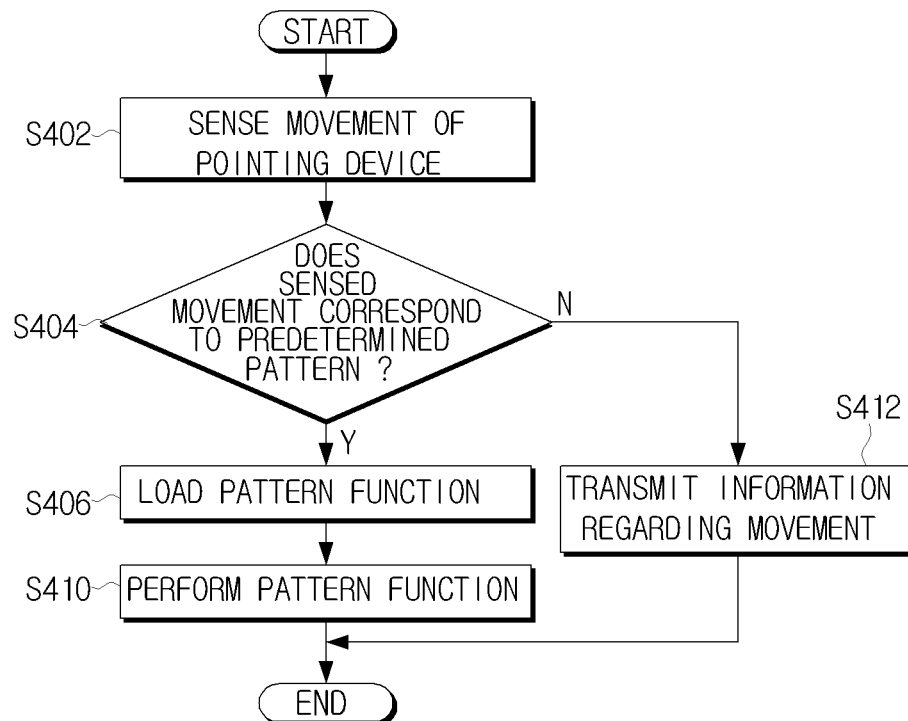 START
S402
SENSE MOVEMENT OF
POINTING DEVICE
S404
DOES
SENSED
MOVEMENT CORRESPOND
TO PREDETERMINED
PATTERN ?
N
Y
S412
S406
LOAD PATTERN FUNCTION
TRANSMIT INFORMATION
REGARDING MOVEMENT
S410
PERFORM PATTERN FUNCTION
END